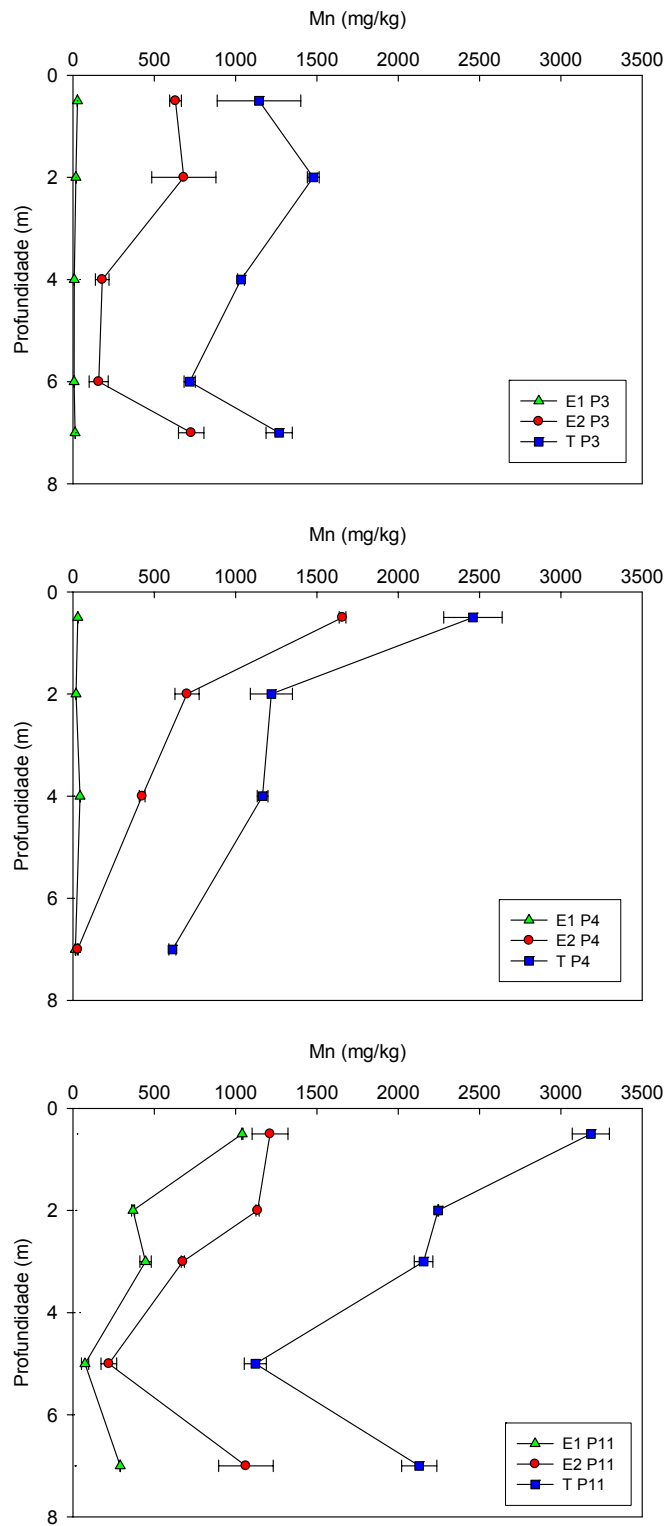 Mn (mg/kg)
0 500 1000 1500 2000 2500 3000 3500
Profundidade (m)
0
2
4
6
8
E1 P3
E2 P3
T P3
Mn (mg/kg)
0 500 1000 1500 2000 2500 3000 3500
Profundidade (m)
0
2
4
6
8
E1 P4
E2 P4
T P4
Mn (mg/kg)
0 500 1000 1500 2000 2500 3000 3500
Profundidade (m)
0
2
4
6
8
E1 P11
E2 P11
T P11